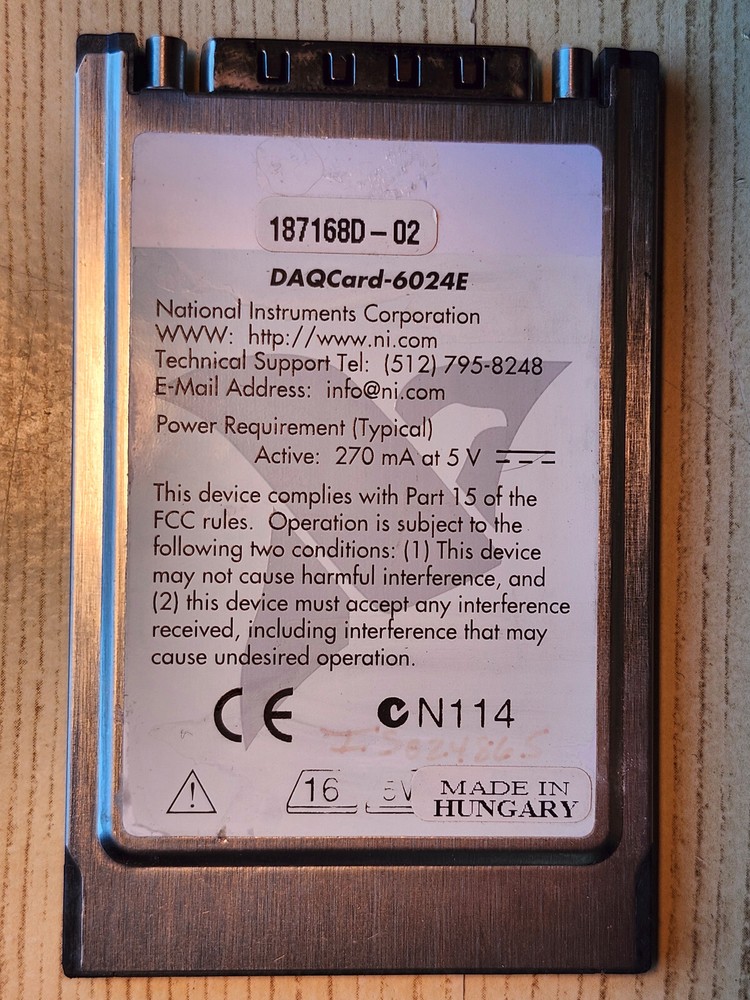 187168D-02
DAQCard-6024E
National Instruments Corporation
WWW: http://www.ni.com
Technical Support Tel: (512) 795-8248
E-Mail Address: info@ni.com
Power Requirement (Typical)
Active: 270 mA at 5 V
This device complies with Part 15 of the
FCC rules. Operation is subject to the
following two conditions: (1) This device
may not cause harmful interference, and
(2) this device must accept any interference
received, including interference that may
cause undesired operation.
CE N114
16 5V MADE IN
HUNGARY